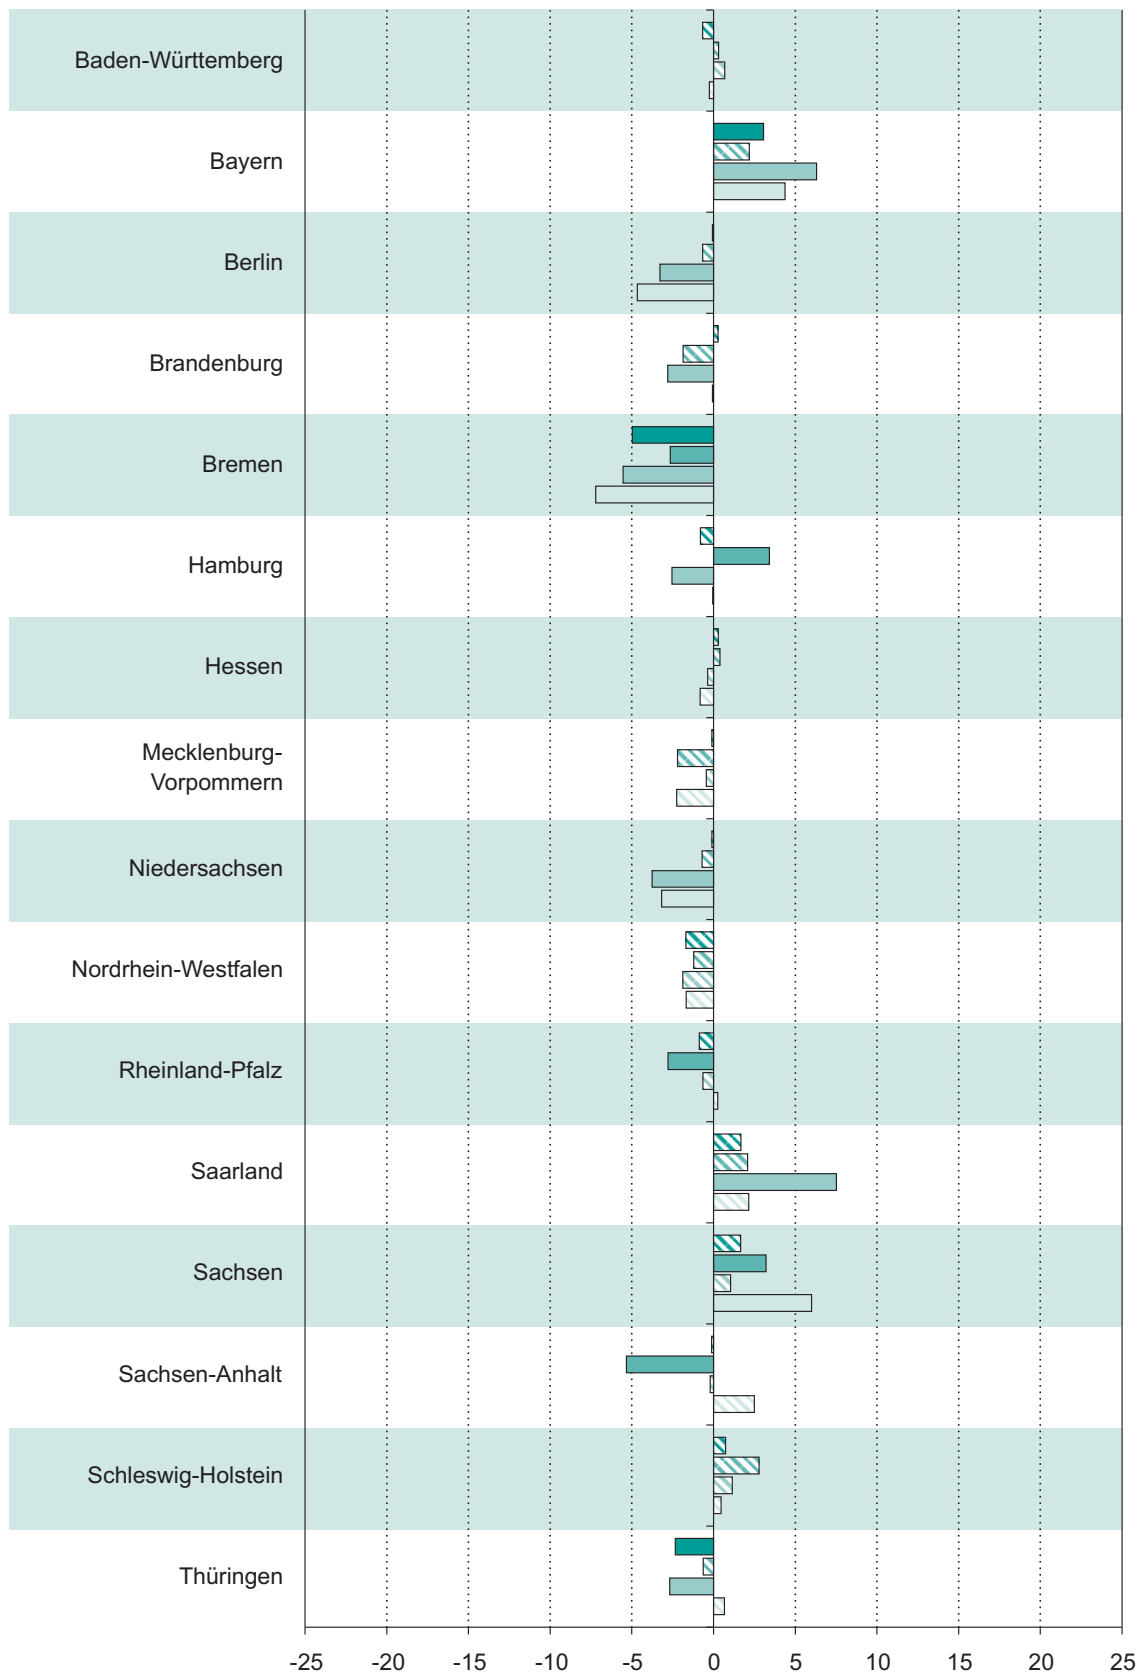 Baden-Württemberg
Bayern
Berlin
Brandenburg
Bremen
Hamburg
Hessen
Mecklenburg-
Vorpommern
Niedersachsen
Nordrhein-Westfalen
Rheinland-Pfalz
Saarland
Sachsen
Sachsen-Anhalt
Schleswig-Holstein
Thüringen
-25 -20 -15 -10 -5 0 5 10 15 20 25